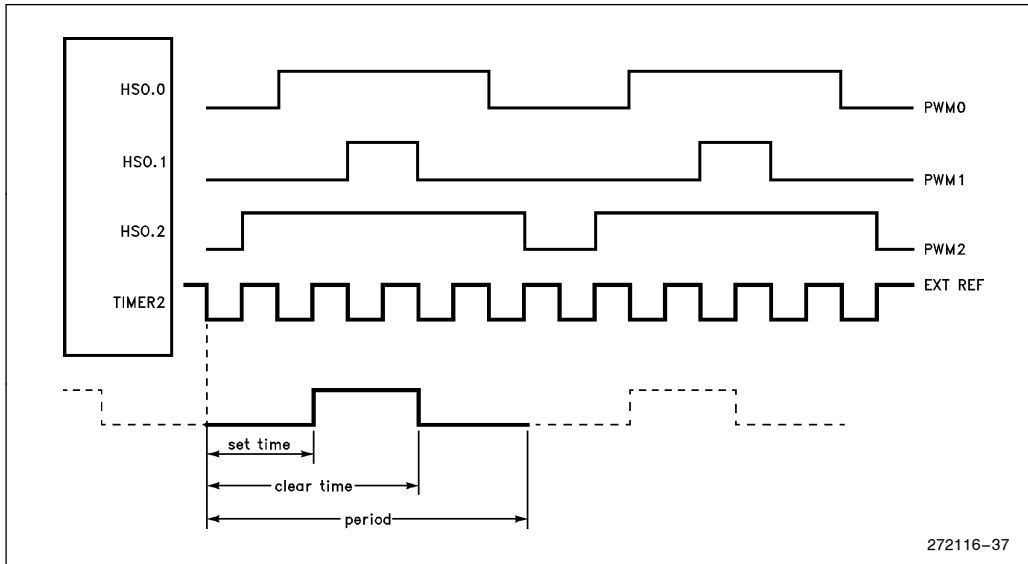 HSO.0
PWM0
HSO.1
PWM1
HSO.2
PWM2
TIMER2
EXT REF
set time
clear time
period
272116–37